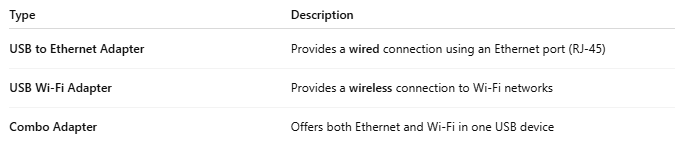 Type Description
USB to Ethernet Adapter Provides a wired connection using an Ethernet port (RJ-45)
USB Wi-Fi Adapter Provides a wireless connection to Wi-Fi networks
Combo Adapter Offers both Ethernet and Wi-Fi in one USB device